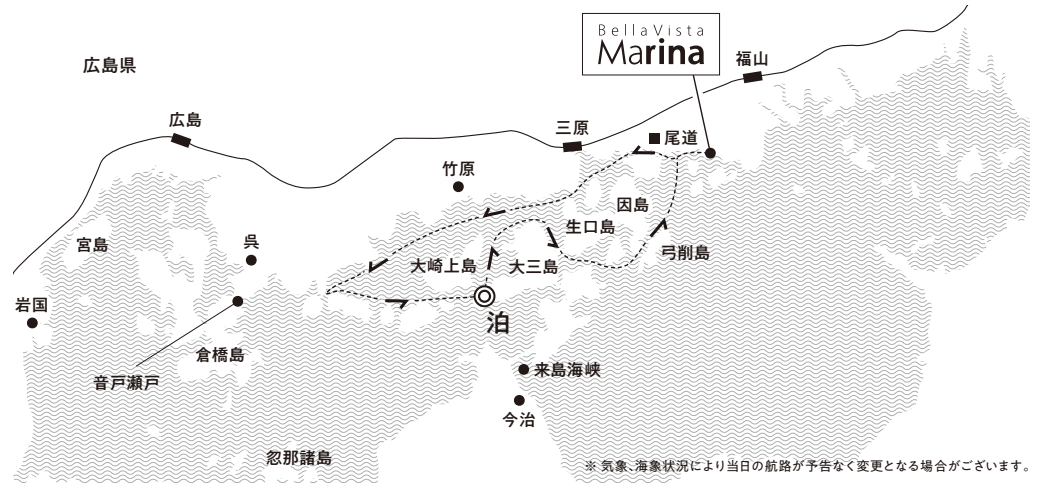 BellaVista
Marina
福山
広島県
広島
三原
尾道
竹原
因島
生口島
宮島
呉
弓削島
大崎上島
大三島
岩国
泊
倉橋島
来島海峡
音戸瀬戸
今治
忽那諸島
※ 気象、海象状況により当日の航路が予告なく変更となる場合がございます。